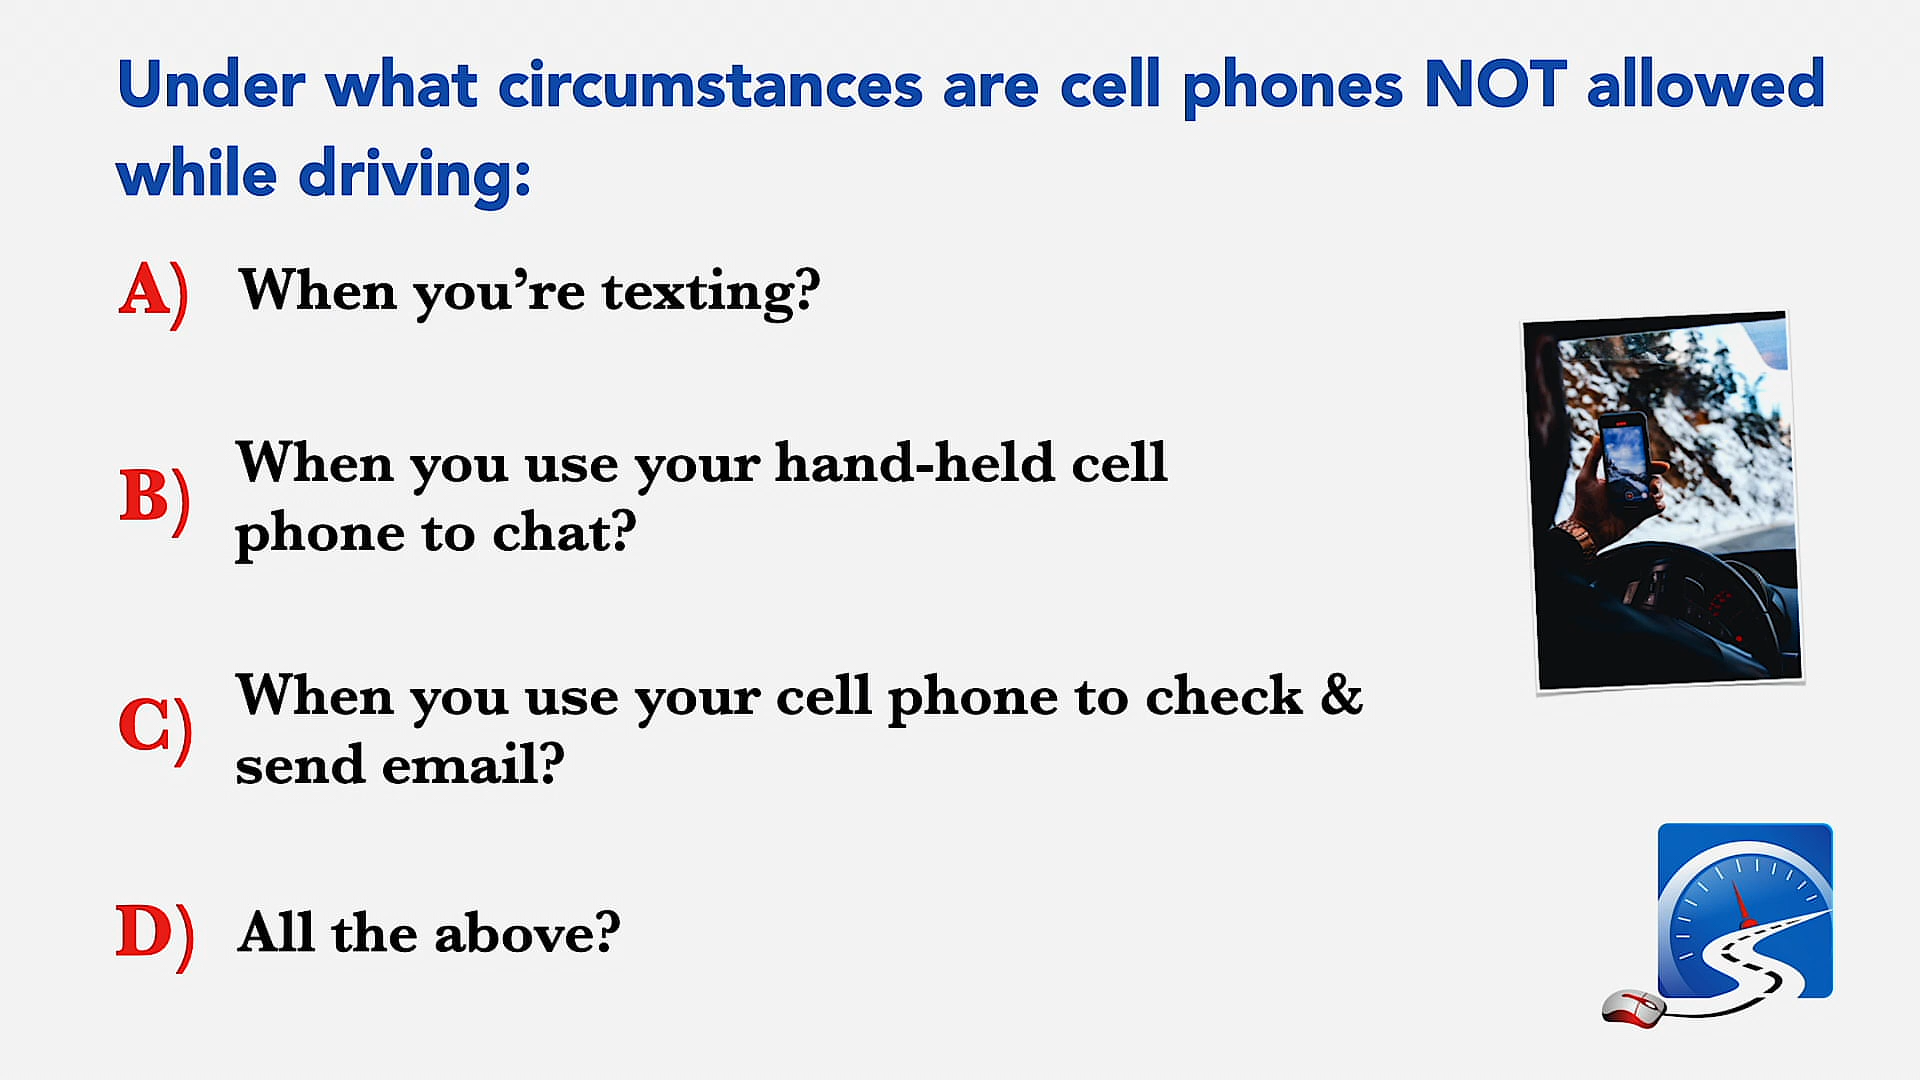 Under what circumstances are cell phones NOT allowed
while driving:
A) When you’re texting?
B) When you use your hand-held cell
phone to chat?
C) When you use your cell phone to check &
send email?
D) All the above?